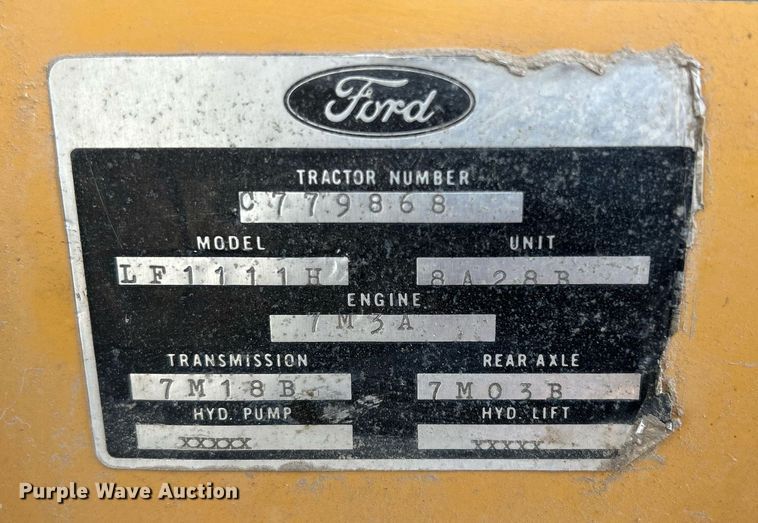 Ford
TRACTOR NUMBER
C779868
MODEL UNIT
LF1111H 8A28B
ENGINE
7M3A
TRANSMISSION REAR AXLE
7M18B 7M03B
HYD. PUMP HYD. LIFT
XXXXX XXXXX
Purple Wave Auction